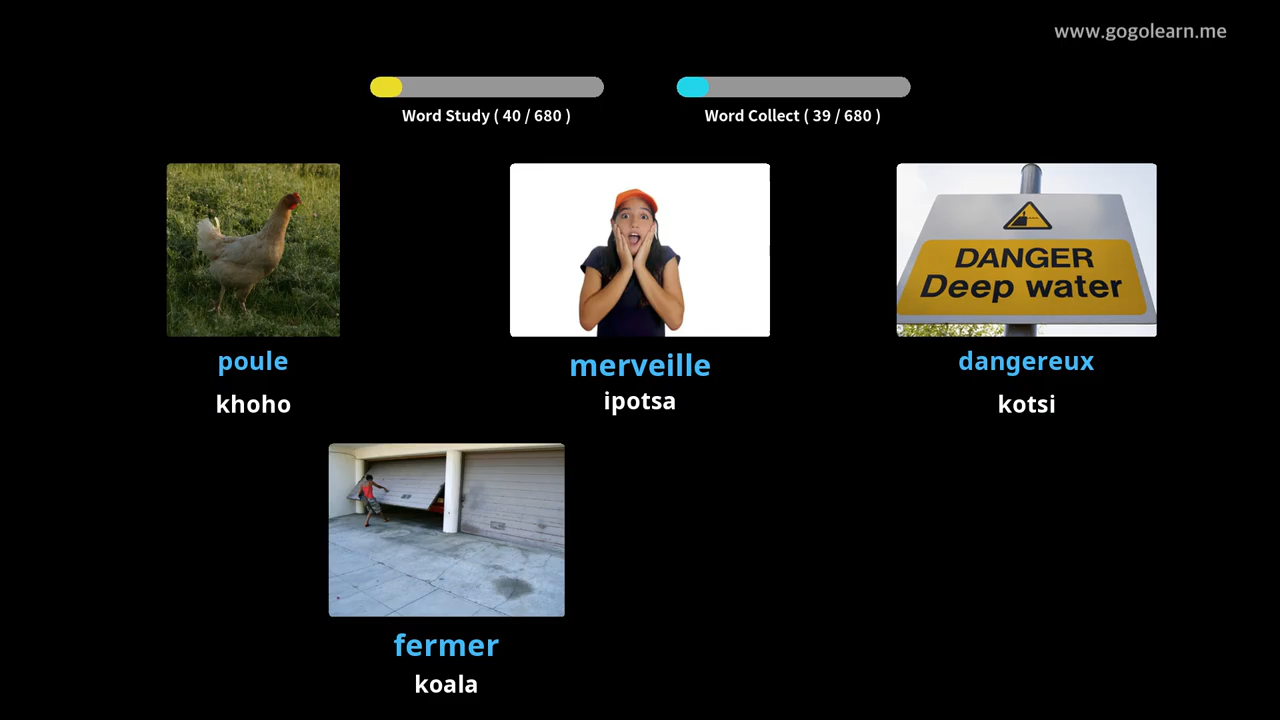 www.gogolearn.me
Word Study ( 40 / 680 )
Word Collect ( 39 / 680 )
DANGER
Deep water
poule
merveille
dangereux
khoho
ipotsa
kotsi
fermer
koala